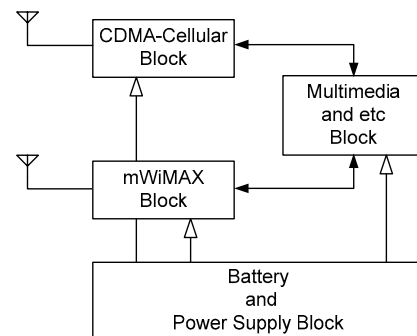 CDMA-Cellular
Block
Multimedia
and etc
Block
mWiMAX
Block
Battery
and
Power Supply Block